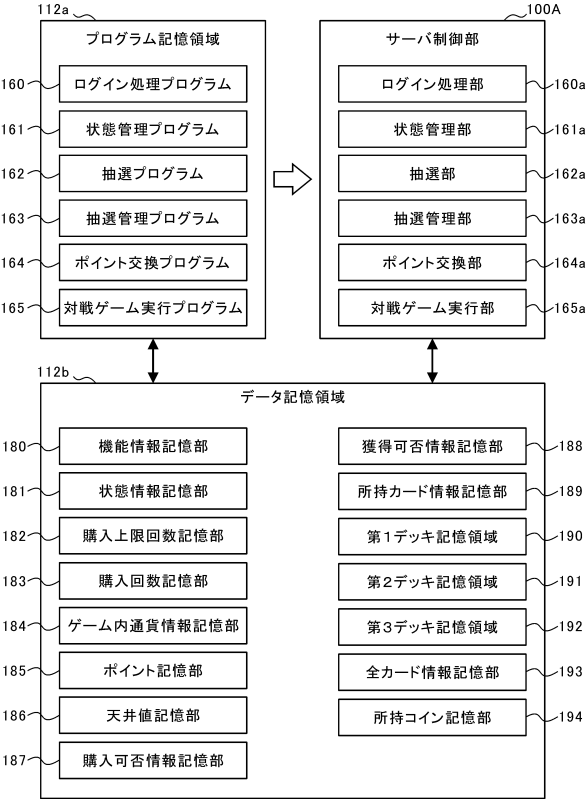 112a
プログラム記憶領域
160 ログイン処理プログラム
161 状態管理プログラム
162 抽選プログラム
163 抽選管理プログラム
164 ポイント交換プログラム
165 対戦ゲーム実行プログラム
100A
サーバ制御部
ログイン処理部 160a
状態管理部 161a
抽選部 162a
抽選管理部 163a
ポイント交換部 164a
対戦ゲーム実行部 165a
112b
データ記憶領域
180 機能情報記憶部
181 状態情報記憶部
182 購入上限回数記憶部
183 購入回数記憶部
184 ゲーム内通貨情報記憶部
185 ポイント記憶部
186 天井値記憶部
187 購入可否情報記憶部
獲得可否情報記憶部 188
所持カード情報記憶部 189
第1デッキ記憶領域 190
第2デッキ記憶領域 191
第3デッキ記憶領域 192
全カード情報記憶部 193
所持コイン記憶部 194